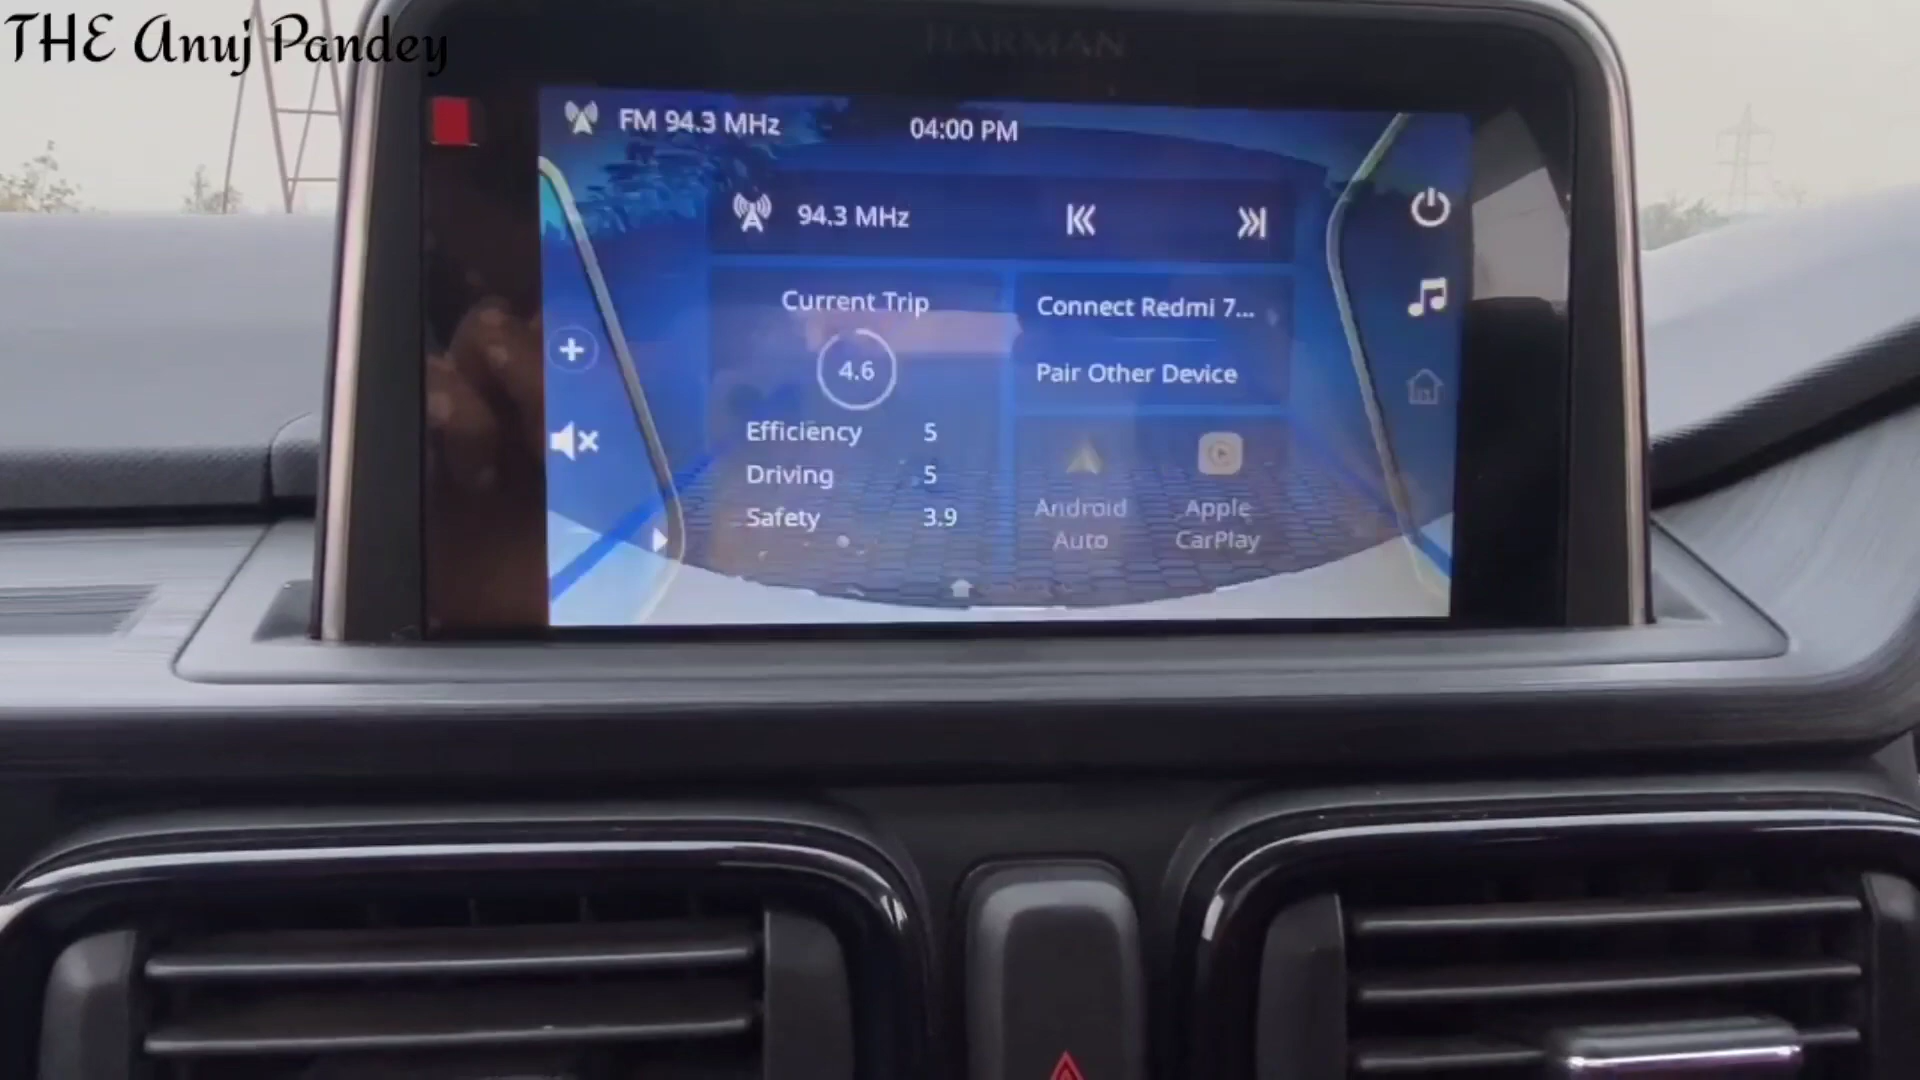 THE Anuj Pandey
HARMAN
FM 94.3 MHz
04:00 PM
94.3 MHz
Current Trip
4.6
Efficiency 5
Driving 5
Safety 3.9
Connect Redmi 7...
Pair Other Device
Android
Auto
Apple
CarPlay